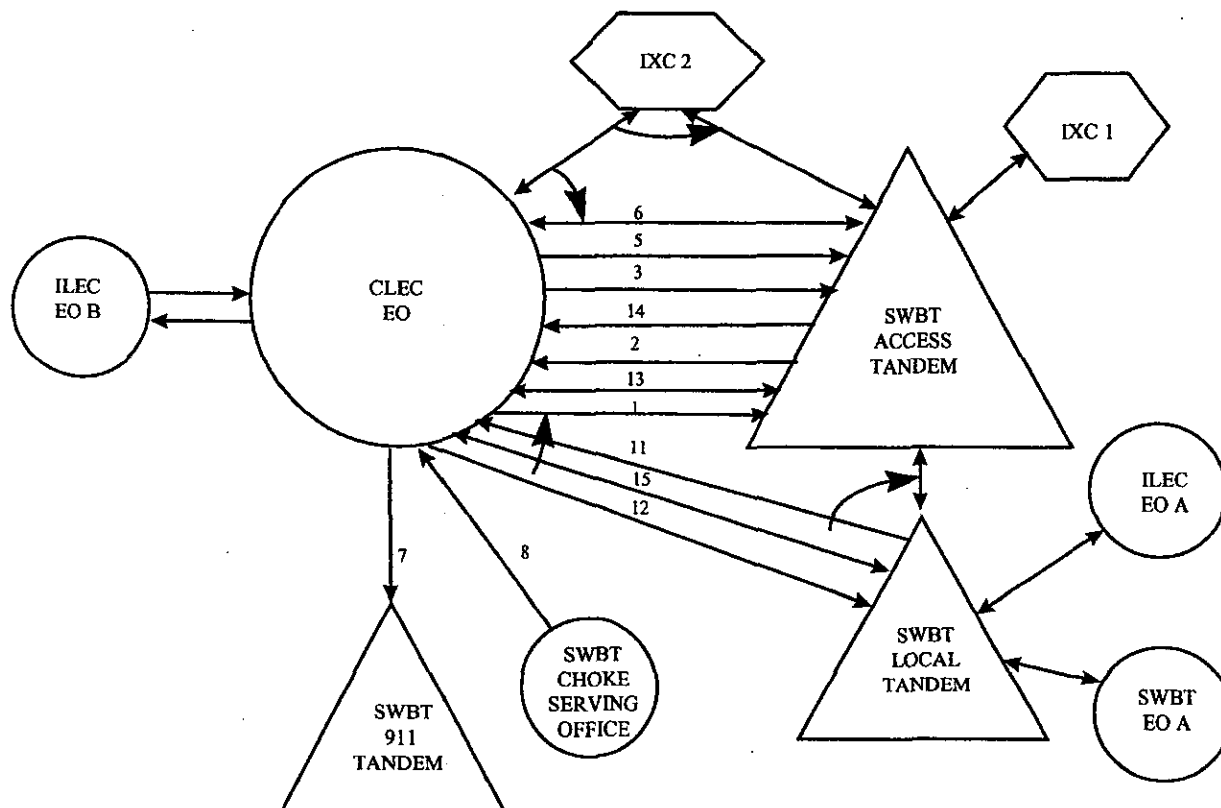 IXC 2
IXC 1
6
5
3
14
2
13
1
ILEC
EO B
CLEC
EO
SWBT
ACCESS
TANDEM
11
15
12
ILEC
EO A
7
8
SWBT
LOCAL
TANDEM
SWBT
CHOKE
SERVING
OFFICE
SWBT
EO A
SWBT
911
TANDEM